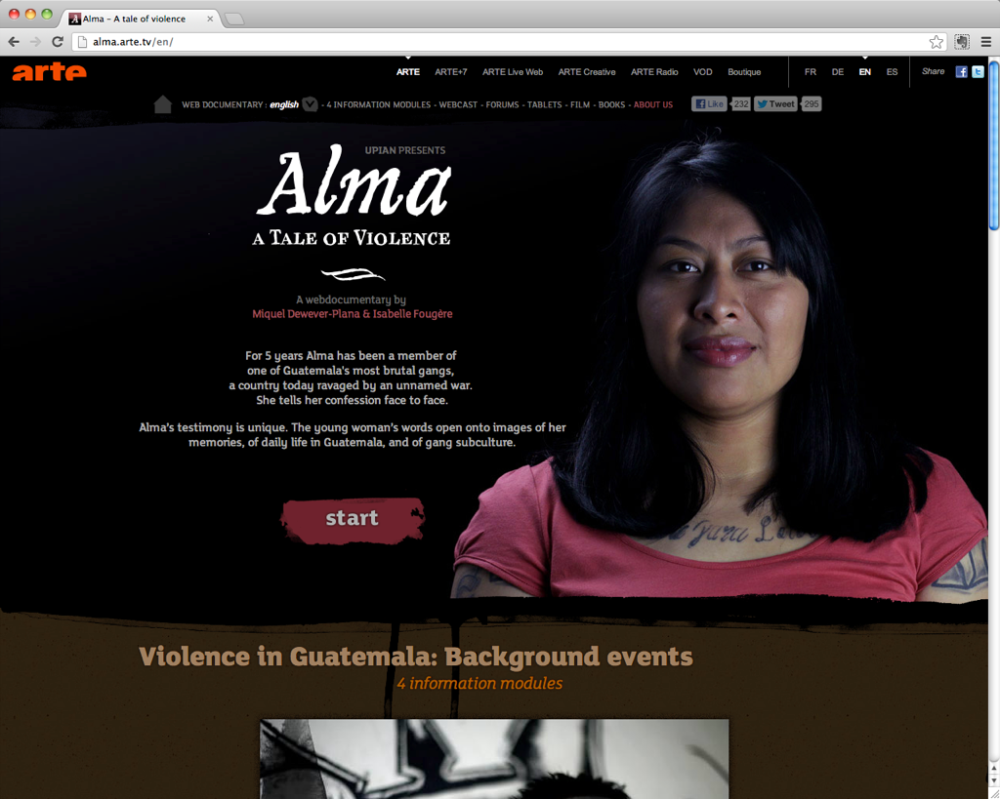 Alma - A tale of violence
alma.arte.tv/en/
arte
ARTE ARTE+7 ARTE Live Web ARTE Creative ARTE Radio VOD Boutique FR DE EN ES Share
WEB DOCUMENTARY : english - 4 INFORMATION MODULES - WEBCAST - FORUMS - TABLETS - FILM - BOOKS - ABOUT US Like 232 Tweet 295
UPIAN PRESENTS
Alma
A TALE OF VIOLENCE
A webdocumentary by
Miquel Dewever-Plana & Isabelle Fougère
For 5 years Alma has been a member of
one of Guatemala's most brutal gangs,
a country today ravaged by an unnamed war.
She tells her confession face to face.
Alma's testimony is unique. The young woman's words open onto images of her
memories, of daily life in Guatemala, and of gang subculture.
start
Violence in Guatemala: Background events
4 information modules